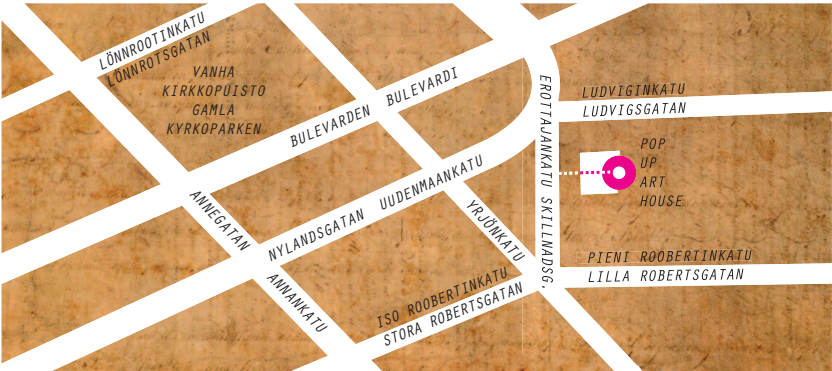 LÖNNROOTINKATU
LÖNNROTSGATAN
VANHA
KIRKKOPUISTO
GAMLA
KYRKOPARKEN
BULEVARDEN BULEVARDI
EROTTAJANKATU SKILLNADSG.
LUDVIGINKATU
LUDVIGSGATAN
POP
UP
ART
HOUSE
ANNEGATAN
ANNANKATU
NYLANDSGATAN UUDENMAANKATU
YRJÖNKATU
ISO ROOBERTINKATU
STORA ROBERTSGATAN
PIENI ROOBERTINKATU
LILLA ROBERTSGATAN